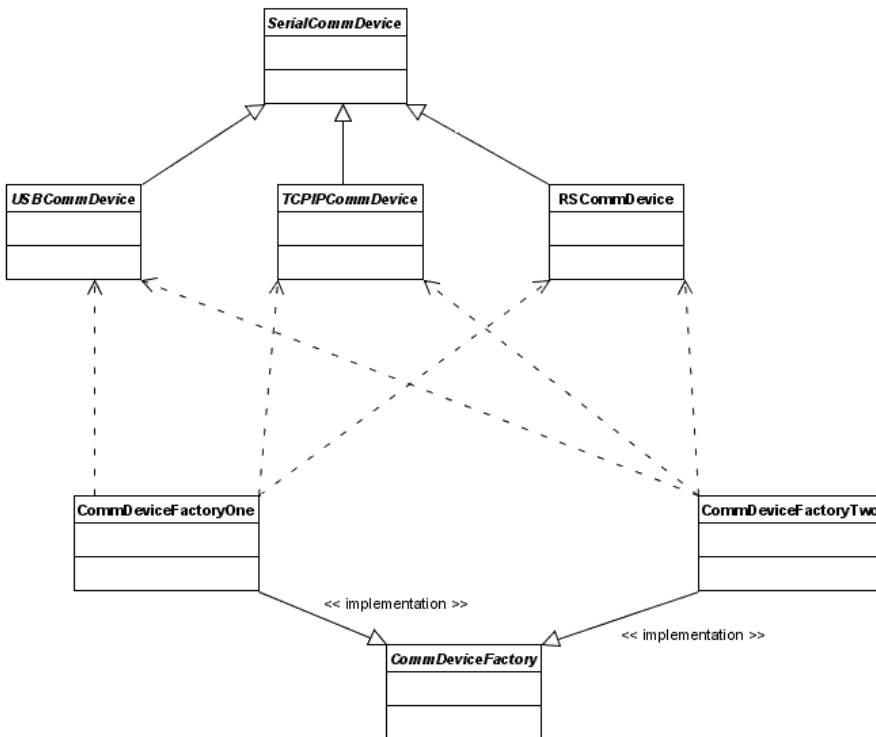 SerialCommDevice
USBCommDevice
TCPIPCommDevice
RSCommDevice
CommDeviceFactoryOne
CommDeviceFactoryTwo
<< implementation >>
<< implementation >>
CommDeviceFactory